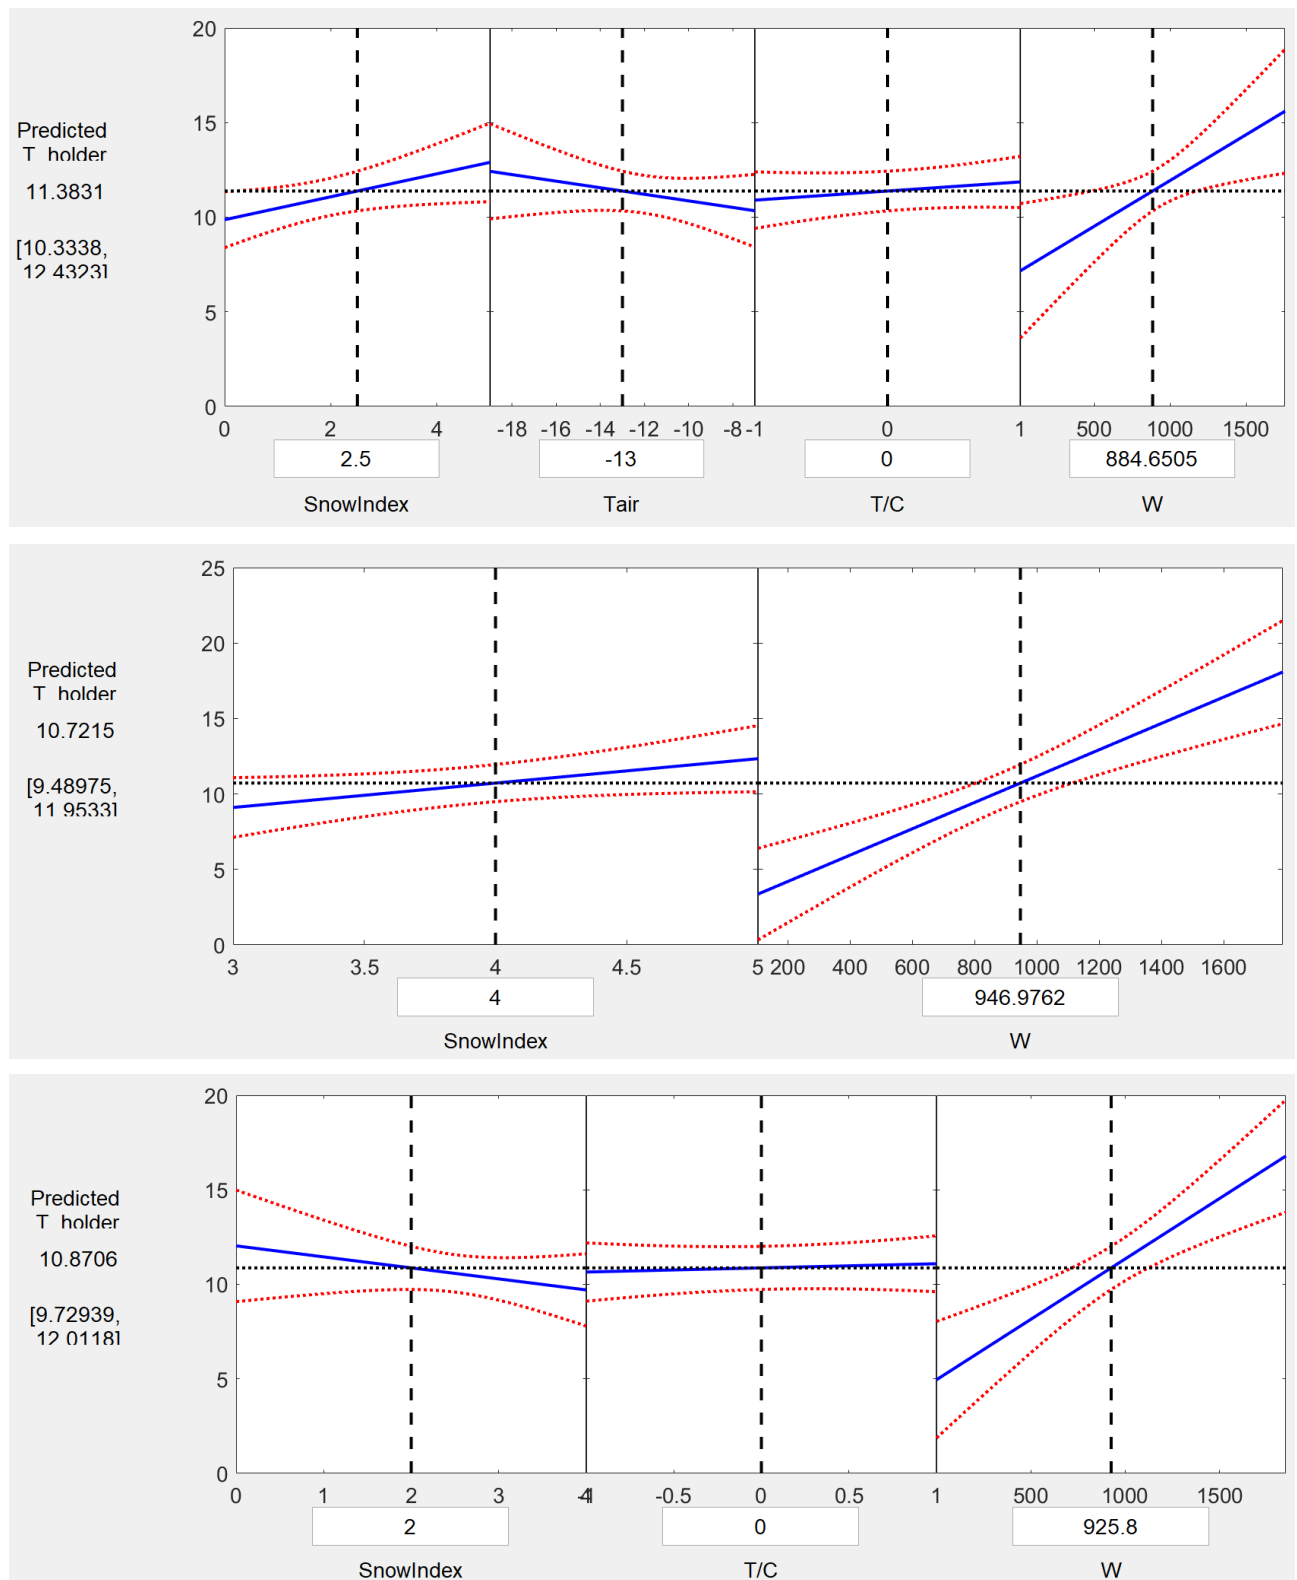 20
15
10
5
0
Predicted
T_holder
11.3831
[10.3338,
12.4323]
0 2 4 -18 -16 -14 -12 -10 -8 -1 0 1 500 1000 1500
2.5 -13 0 884.6505
SnowIndex Tair T/C W
25
20
15
10
5
0
Predicted
T_holder
10.7215
[9.48975,
11.9533]
3 3.5 4 4.5 5 200 400 600 800 1000 1200 1400 1600
4 946.9762
SnowIndex W
20
15
10
5
0
Predicted
T_holder
10.8706
[9.72939,
12.0118]
0 1 2 3 4 -1 -0.5 0 0.5 1 500 1000 1500
2 0 925.8
SnowIndex T/C W